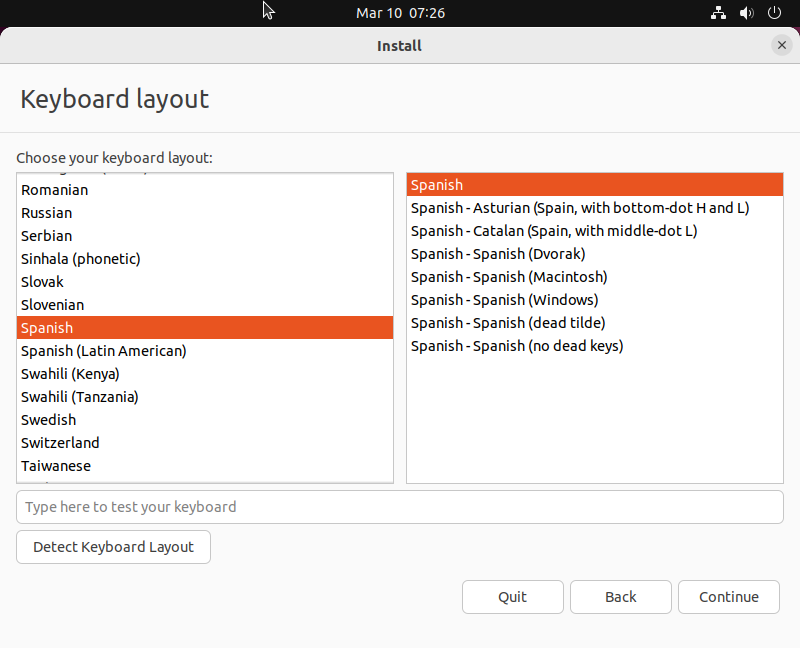 Mar 10 07:26
Install
Keyboard layout
Choose your keyboard layout:
Romanian
Russian
Serbian
Sinhala (phonetic)
Slovak
Slovenian
Spanish
Spanish (Latin American)
Swahili (Kenya)
Swahili (Tanzania)
Swedish
Switzerland
Taiwanese
Spanish
Spanish - Asturian (Spain, with bottom-dot H and L)
Spanish - Catalan (Spain, with middle-dot L)
Spanish - Spanish (Dvorak)
Spanish - Spanish (Macintosh)
Spanish - Spanish (Windows)
Spanish - Spanish (dead tilde)
Spanish - Spanish (no dead keys)
Type here to test your keyboard
Detect Keyboard Layout
Quit Back Continue